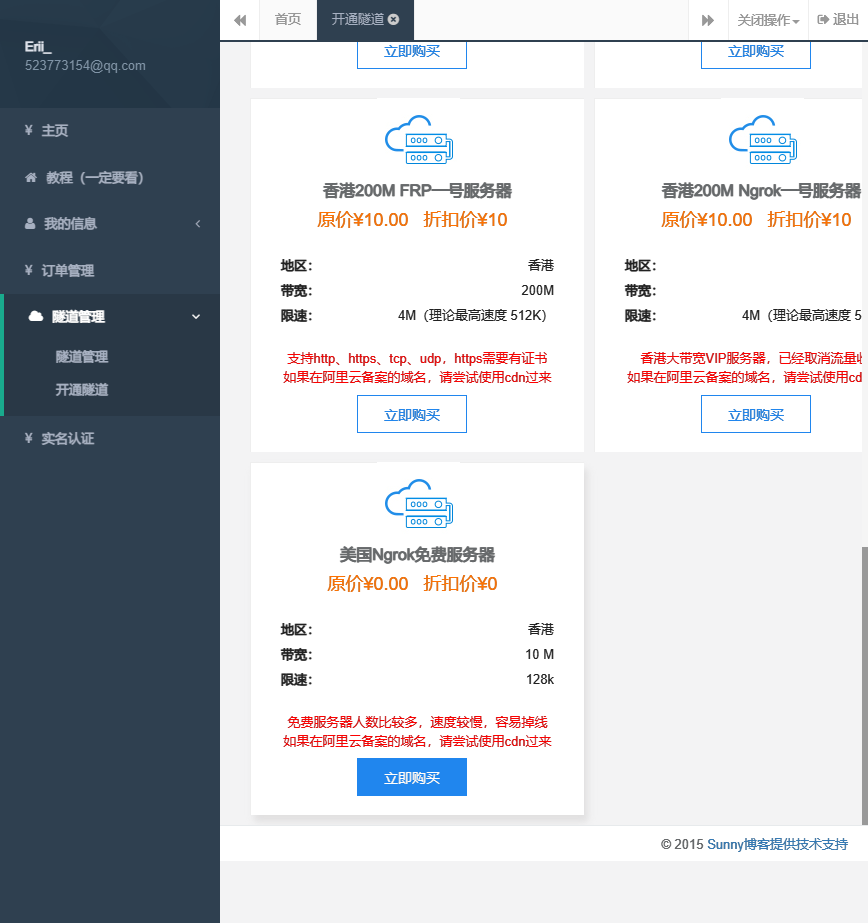 Erii_
523773154@qq.com
¥ 主页
教程（一定要看）
我的信息
¥ 订单管理
隧道管理
隧道管理
开通隧道
¥ 实名认证
首页
开通隧道
关闭操作
退出
立即购买
立即购买
香港200M FRP一号服务器
原价¥10.00 折扣价¥10
地区： 香港
带宽： 200M
限速： 4M（理论最高速度 512K）
支持http、https、tcp、udp，https需要有证书
如果在阿里云备案的域名，请尝试使用cdn过来
立即购买
香港200M Ngrok一号服务器
原价¥10.00 折扣价¥10
地区：
带宽：
限速： 4M（理论最高速度 5
香港大带宽VIP服务器，已经取消流量
如果在阿里云备案的域名，请尝试使用cd
立即购买
美国Ngrok免费服务器
原价¥0.00 折扣价¥0
地区： 香港
带宽： 10 M
限速： 128k
免费服务器人数比较多，速度较慢，容易掉线
如果在阿里云备案的域名，请尝试使用cdn过来
立即购买
© 2015 Sunny博客提供技术支持